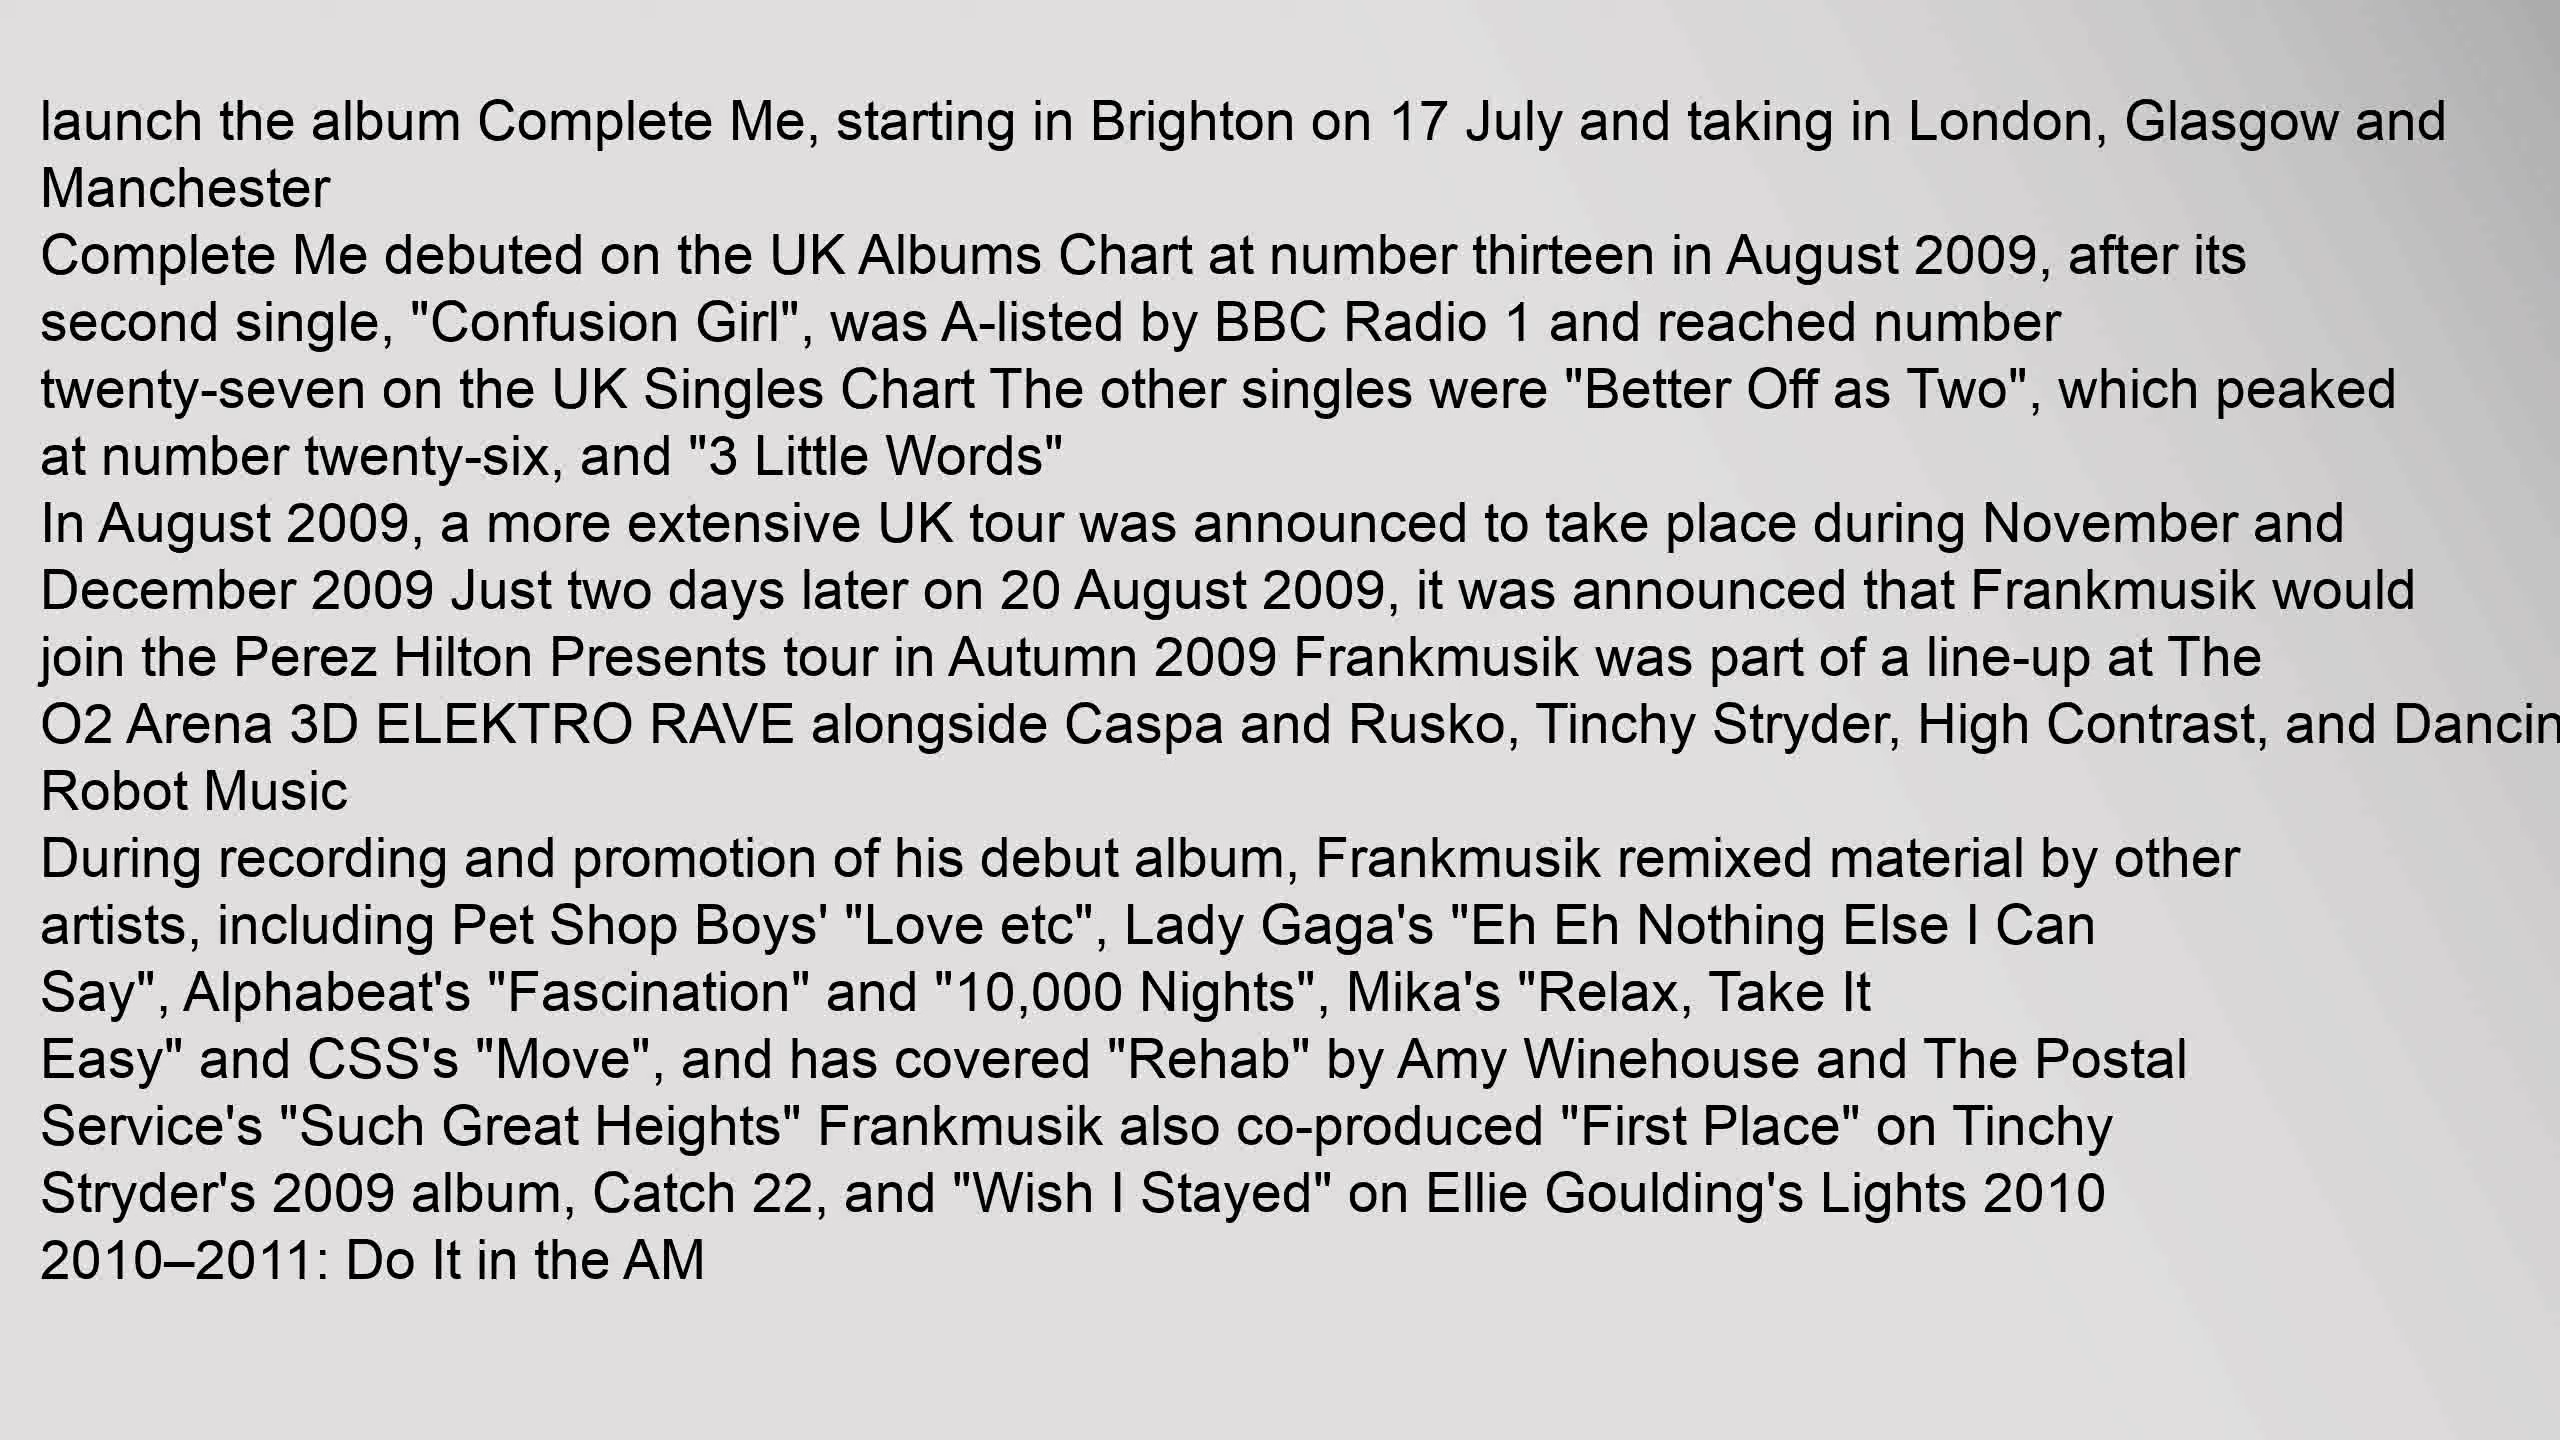 launch the album Complete Me, starting in Brighton on 17 July and taking in London, Glasgow and
Manchester
Complete Me debuted on the UK Albums Chart at number thirteen in August 2009, after its
second single, "Confusion Girl", was A-listed by BBC Radio 1 and reached number
twenty-seven on the UK Singles Chart The other singles were "Better Off as Two", which peaked
at number twenty-six, and "3 Little Words"
In August 2009, a more extensive UK tour was announced to take place during November and
December 2009 Just two days later on 20 August 2009, it was announced that Frankmusik would
join the Perez Hilton Presents tour in Autumn 2009 Frankmusik was part of a line-up at The
O2 Arena 3D ELEKTRO RAVE alongside Caspa and Rusko, Tinchy Stryder, High Contrast, and Dancin
Robot Music
During recording and promotion of his debut album, Frankmusik remixed material by other
artists, including Pet Shop Boys' "Love etc", Lady Gaga's "Eh Eh Nothing Else I Can
Say", Alphabeat's "Fascination" and "10,000 Nights", Mika's "Relax, Take It
Easy" and CSS's "Move", and has covered "Rehab" by Amy Winehouse and The Postal
Service's "Such Great Heights" Frankmusik also co-produced "First Place" on Tinchy
Stryder's 2009 album, Catch 22, and "Wish I Stayed" on Ellie Goulding's Lights 2010
2010–2011: Do It in the AM